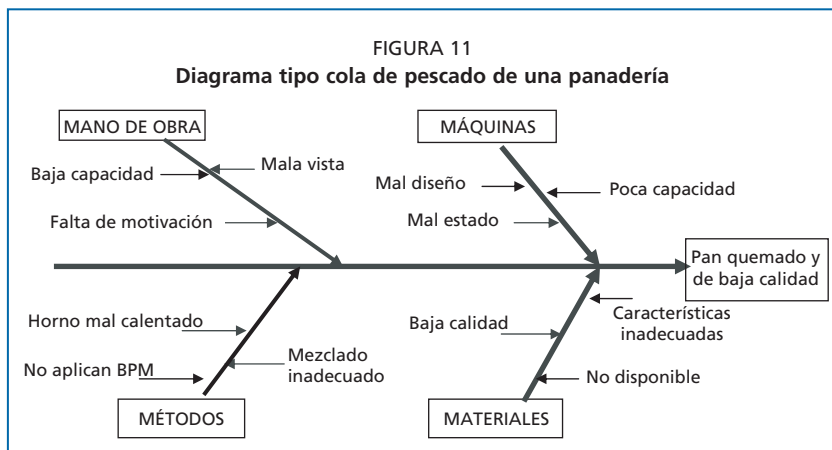 FIGURA 11
Diagrama tipo cola de pescado de una panadería
MANO DE OBRA
MÁQUINAS
Baja capacidad
Mala vista
Falta de motivación
Mal diseño
Poca capacidad
Mal estado
Pan quemado y
de baja calidad
Horno mal calentado
No aplican BPM
Mezclado
inadecuado
Baja calidad
Características
inadecuadas
No disponible
MÉTODOS
MATERIALES